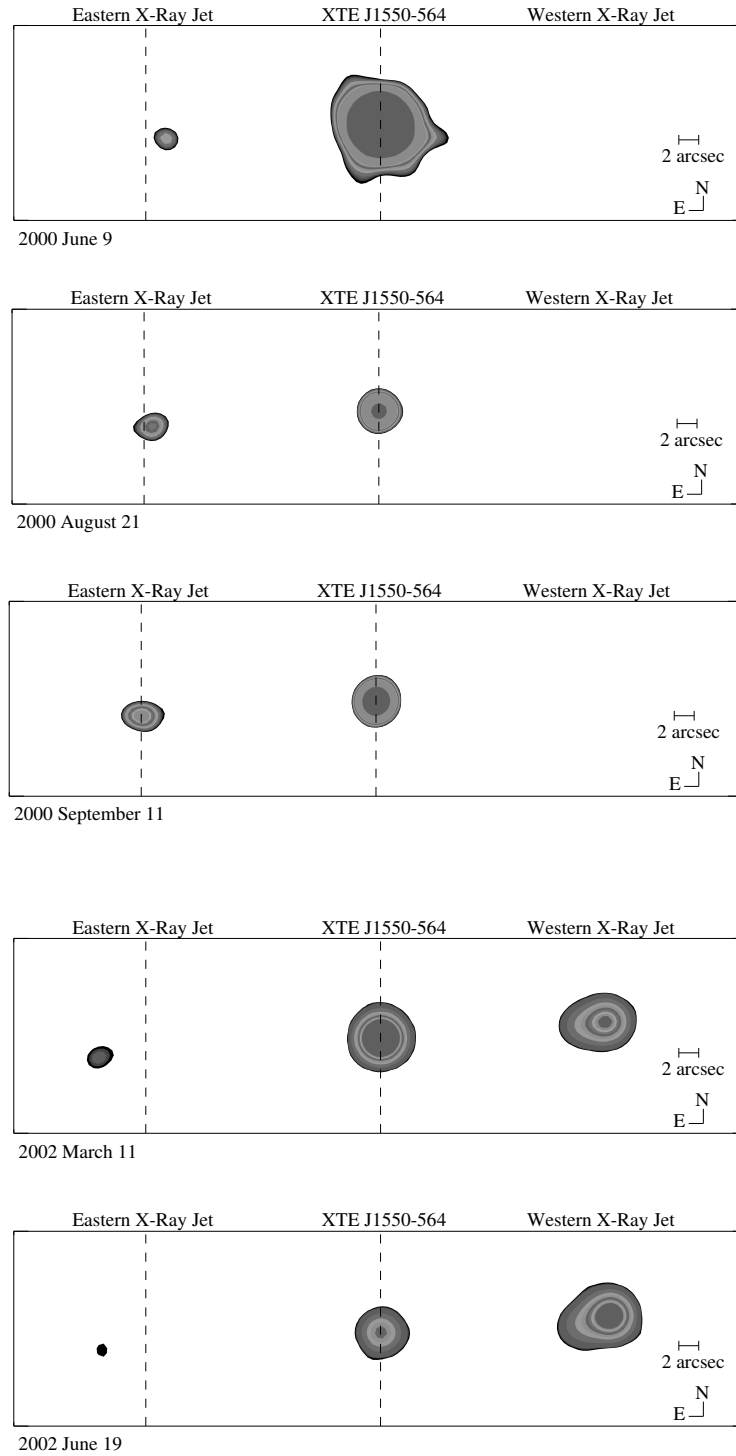 Eastern X-Ray Jet XTE J1550-564 Western X-Ray Jet
2 arcsec
N
E
2000 June 9
Eastern X-Ray Jet XTE J1550-564 Western X-Ray Jet
2 arcsec
N
E
2000 August 21
Eastern X-Ray Jet XTE J1550-564 Western X-Ray Jet
2 arcsec
N
E
2000 September 11
Eastern X-Ray Jet XTE J1550-564 Western X-Ray Jet
2 arcsec
N
E
2002 March 11
Eastern X-Ray Jet XTE J1550-564 Western X-Ray Jet
2 arcsec
N
E
2002 June 19